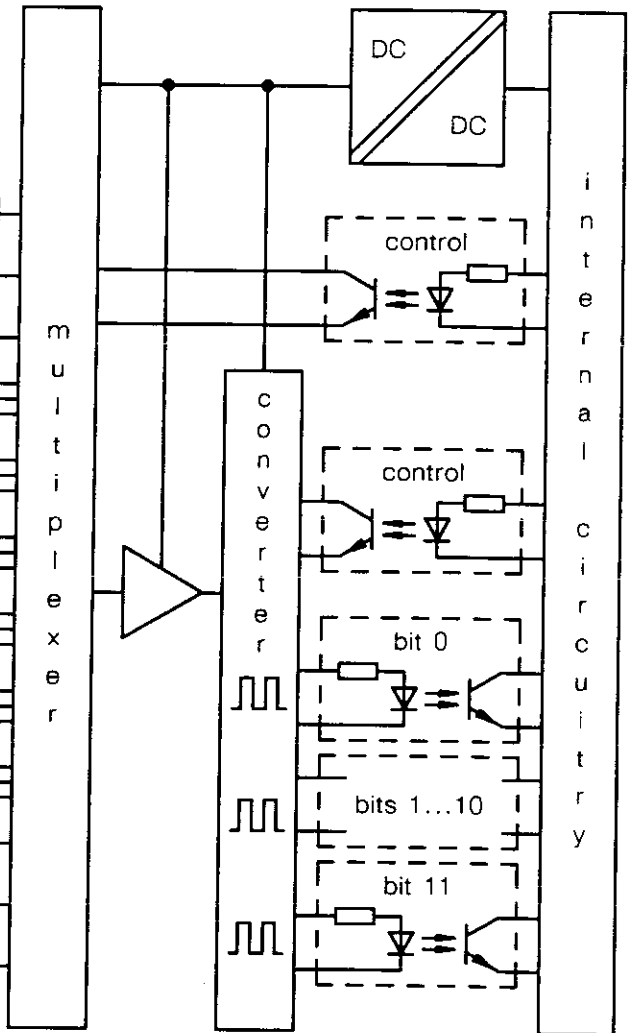 DC
DC
control
multiplexer
internal circuitry
converter
control
bit 0
bits 1...10
bit 11